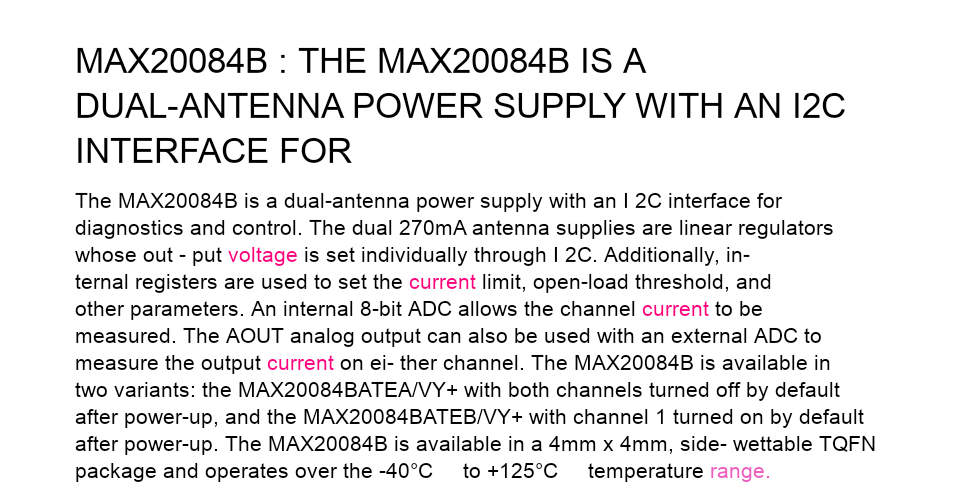 MAX20084B : THE MAX20084B IS A
DUAL-ANTENNA POWER SUPPLY WITH AN I2C
INTERFACE FOR
The MAX20084B is a dual-antenna power supply with an I 2C interface for
diagnostics and control. The dual 270mA antenna supplies are linear regulators
whose out - put voltage is set individually through I 2C. Additionally, in-
ternal registers are used to set the current limit, open-load threshold, and
other parameters. An internal 8-bit ADC allows the channel current to be
measured. The AOUT analog output can also be used with an external ADC to
measure the output current on ei- ther channel. The MAX20084B is available in
two variants: the MAX20084BATEA/VY+ with both channels turned off by default
after power-up, and the MAX20084BATEB/VY+ with channel 1 turned on by default
after power-up. The MAX20084B is available in a 4mm x 4mm, side- wettable TQFN
package and operates over the -40°C to +125°C temperature range.